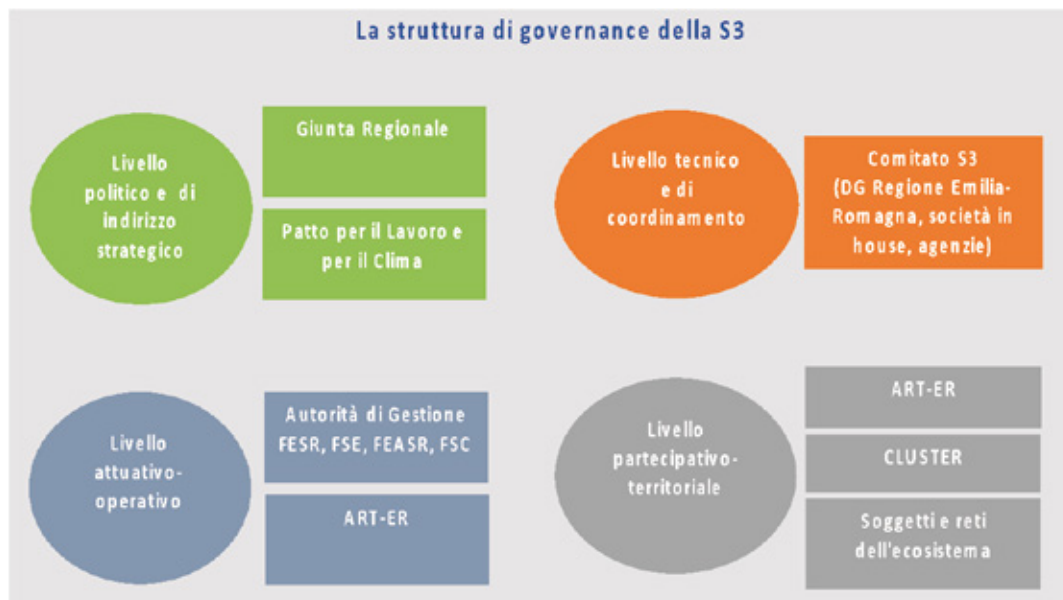 La struttura di governance della S3
Livello
politico e di
indirizzo
strategico
Giunta Regionale
Patto per il Lavoro e
per il Clima
Livello tecnico
e di
coordinamento
Comitato S3
(DG Regione Emilia-
Romagna, società in
house, agenzie)
Livello
attuativo-
operativo
Autorità di Gestione
FESR, FSE, FEASR, FSC
ART-ER
Livello
partecipativo-
territoriale
ART-ER
CLUSTER
Soggetti e reti
dell'ecosistema